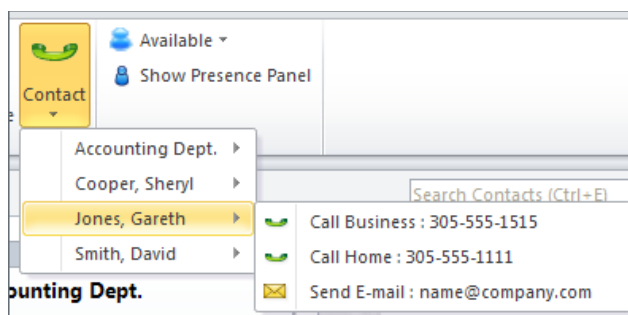 Available
Show Presence Panel
Contact
Accounting Dept.
Cooper, Sheryl
Search Contacts (Ctrl+E)
Jones, Gareth
Call Business : 305-555-1515
Smith, David
Call Home : 305-555-1111
Send E-mail : name@company.com
ounting Dept.